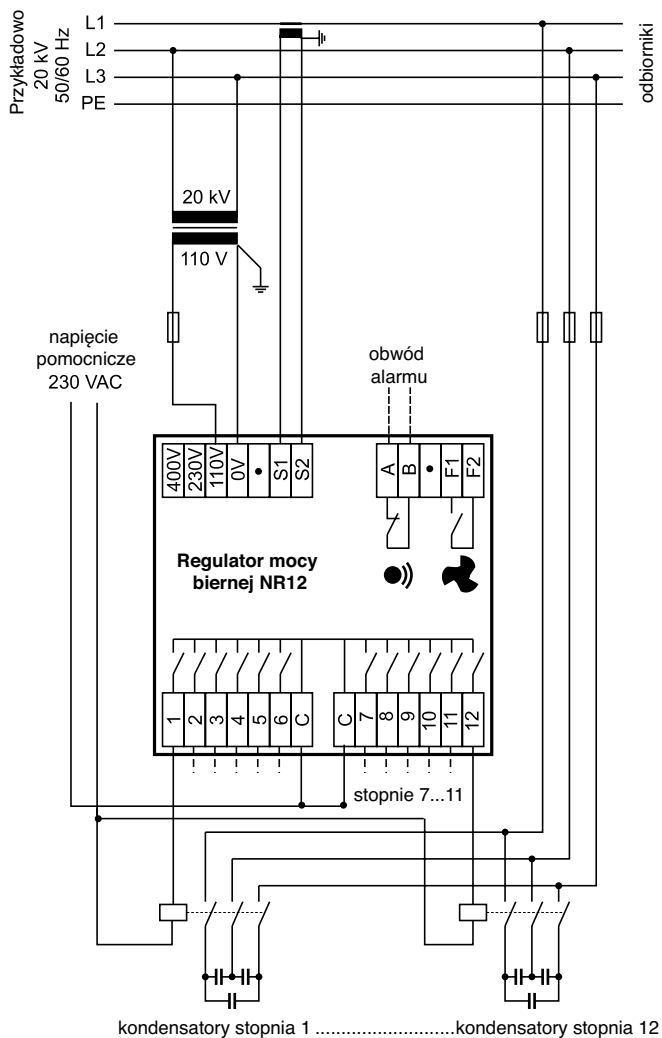 Przykładowo
20 kV
50/60 Hz
L1
L2
L3
PE
odbiorniki
20 kV
110 V
napięcie
pomocnicze
230 VAC
obwód
alarmu
400V
230V
110V
0V
S1
S2
A
B
F1
F2
Regulator mocy
biernej NR12
1
2
3
4
5
6
C
C
7
8
9
10
11
12
stopnie 7...11
kondensatory stopnia 1 ...........................kondensatory stopnia 12